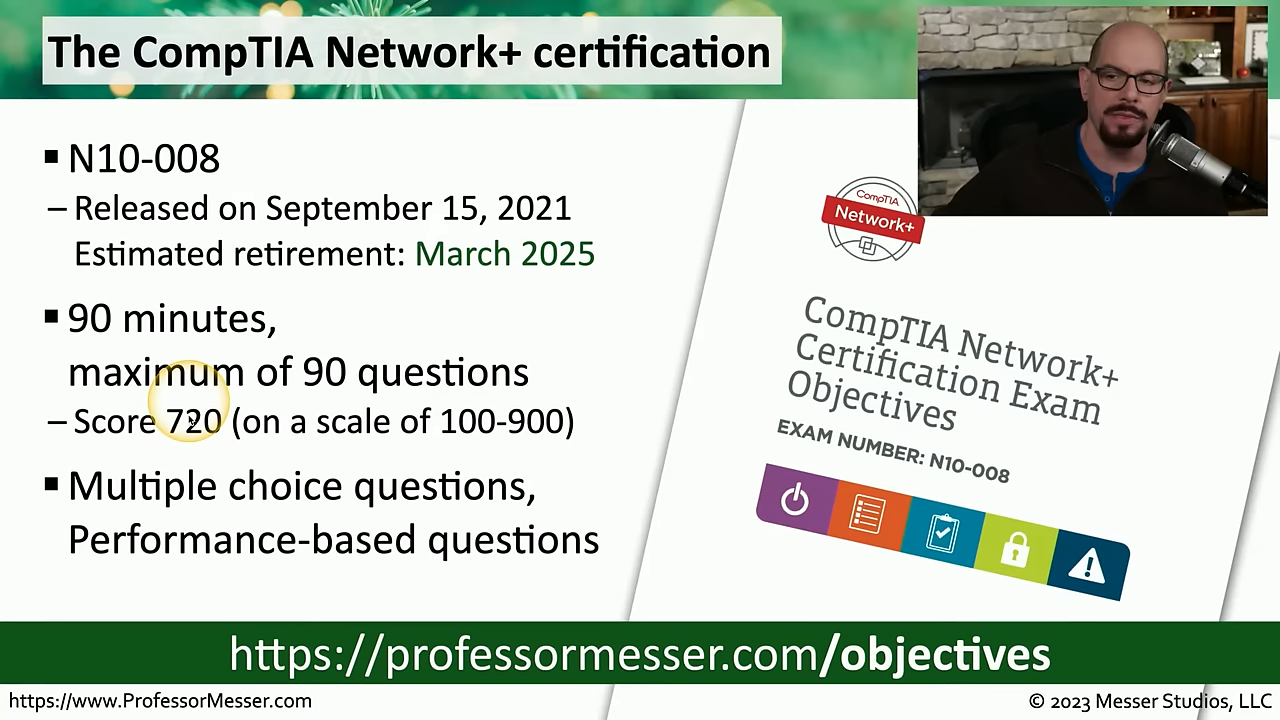 The CompTIA Network+ certification
▪ N10-008
– Released on September 15, 2021
Estimated retirement: March 2025
▪ 90 minutes,
maximum of 90 questions
– Score 720 (on a scale of 100-900)
▪ Multiple choice questions,
Performance-based questions
CompTIA
Network+
CompTIA Network+
Certification Exam
Objectives
EXAM NUMBER: N10-008
https://professormesser.com/objectives
https://www.ProfessorMesser.com
© 2023 Messer Studios, LLC